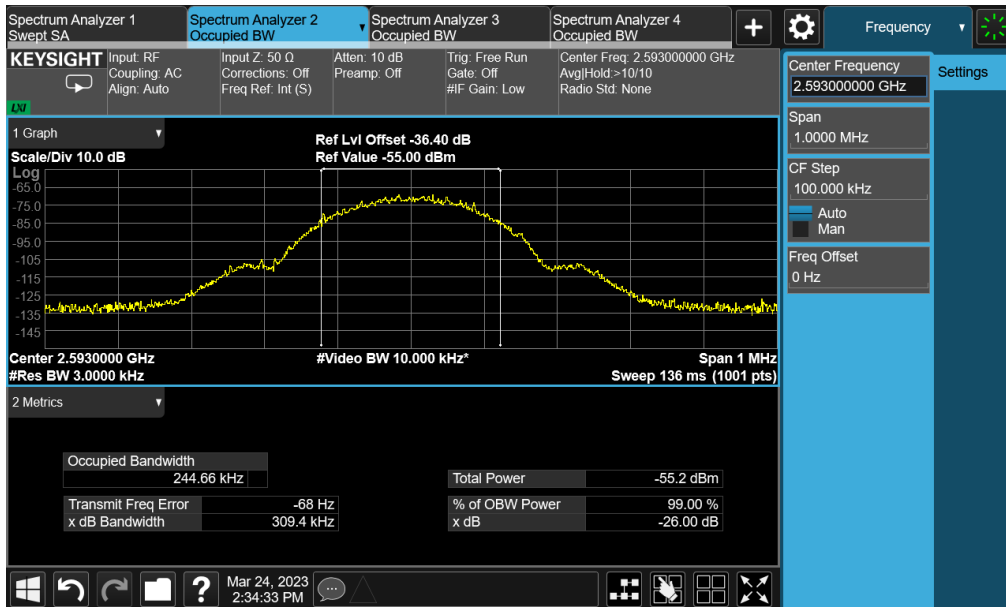 Spectrum Analyzer 1
Swept SA
Spectrum Analyzer 2
Occupied BW
Spectrum Analyzer 3
Occupied BW
Spectrum Analyzer 4
Occupied BW
Frequency
KEYSIGHT
LXI
Input: RF
Coupling: AC
Align: Auto
Input Z: 50 Ω
Corrections: Off
Freq Ref: Int (S)
Atten: 10 dB
Preamp: Off
Trig: Free Run
Gate: Off
#IF Gain: Low
Center Freq: 2.593000000 GHz
Avg|Hold:>10/10
Radio Std: None
Center Frequency
2.593000000 GHz
Settings
Span
1.0000 MHz
CF Step
100.000 kHz
Auto
Man
Freq Offset
0 Hz
1 Graph
Scale/Div 10.0 dB
Ref Lvl Offset -36.40 dB
Ref Value -55.00 dBm
Log
-65.0
-75.0
-85.0
-95.0
-105
-115
-125
-135
-145
Center 2.5930000 GHz
#Video BW 10.000 kHz*
Span 1 MHz
#Res BW 3.0000 kHz
Sweep 136 ms (1001 pts)
2 Metrics
Occupied Bandwidth
244.66 kHz
Total Power -55.2 dBm
Transmit Freq Error -68 Hz
% of OBW Power 99.00 %
x dB Bandwidth 309.4 kHz
x dB -26.00 dB
?
Mar 24, 2023
2:34:33 PM